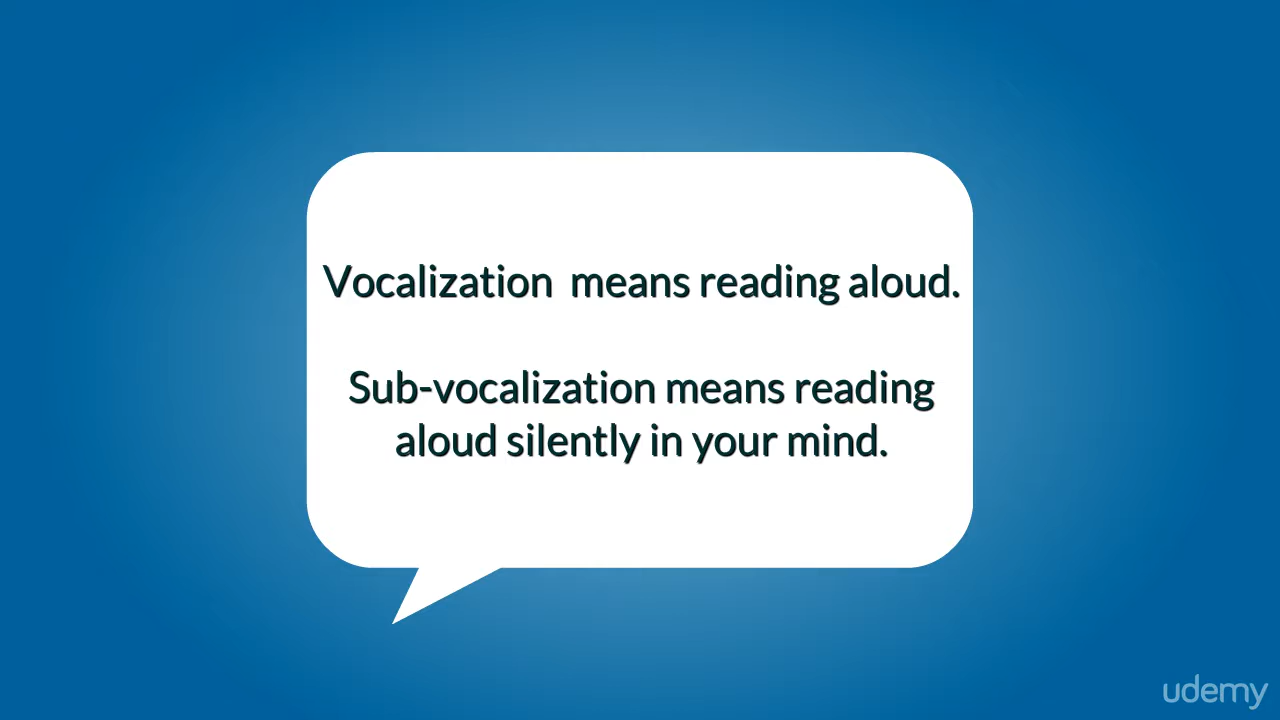 Vocalization  means reading aloud.
Sub-vocalization means reading
aloud silently in your mind.
udemy